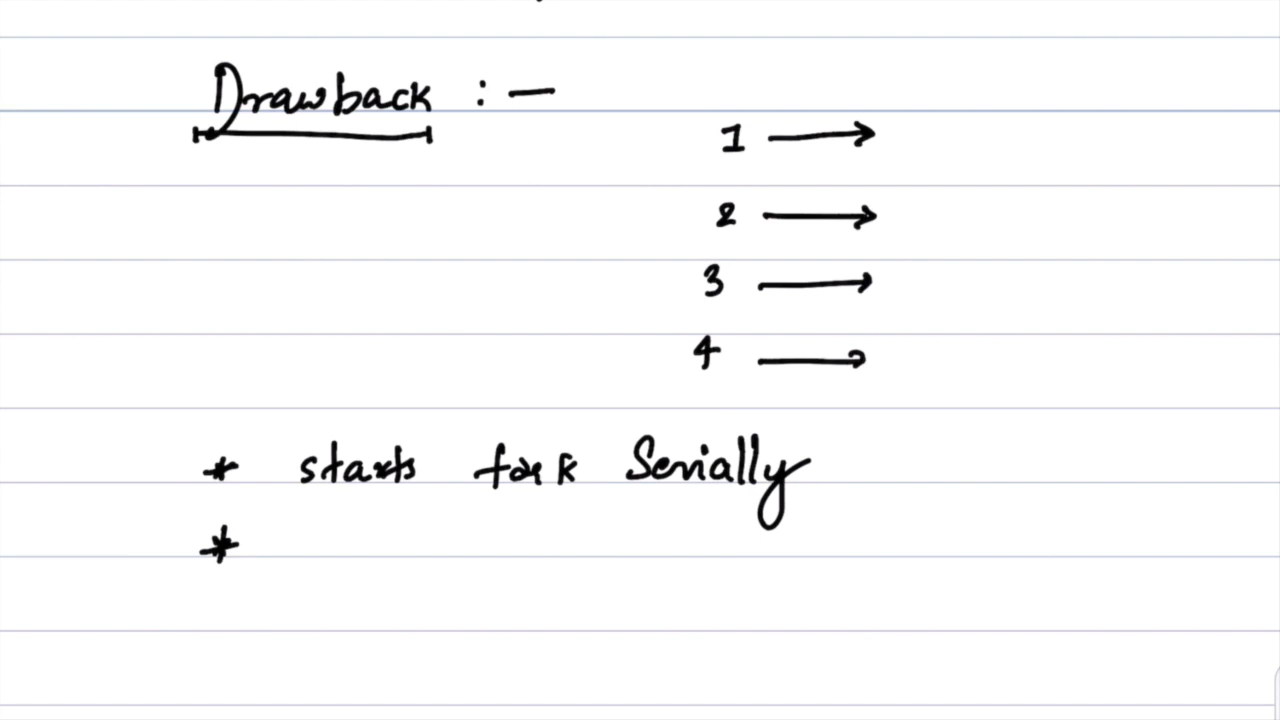 Drawback : —
1 →
2 →
3 →
4 →
* starts task Serially
*